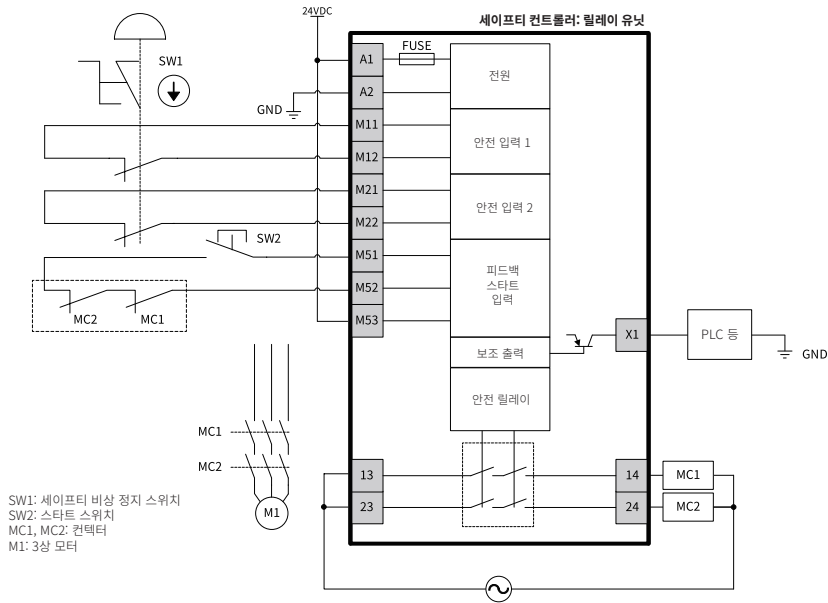 24VDC
세이프티 컨트롤러: 릴레이 유닛
SW1
FUSE
A1
전원
A2
GND
M11
안전 입력 1
M12
M21
안전 입력 2
M22
SW2
M51
피드백
스타트
입력
M52
MC2
MC1
M53
X1
PLC 등
GND
보조 출력
안전 릴레이
MC1
MC2
13
14
MC1
23
24
MC2
M1
SW1: 세이프티 비상 정지 스위치
SW2: 스타트 스위치
MC1, MC2: 컨텍터
M1: 3상 모터